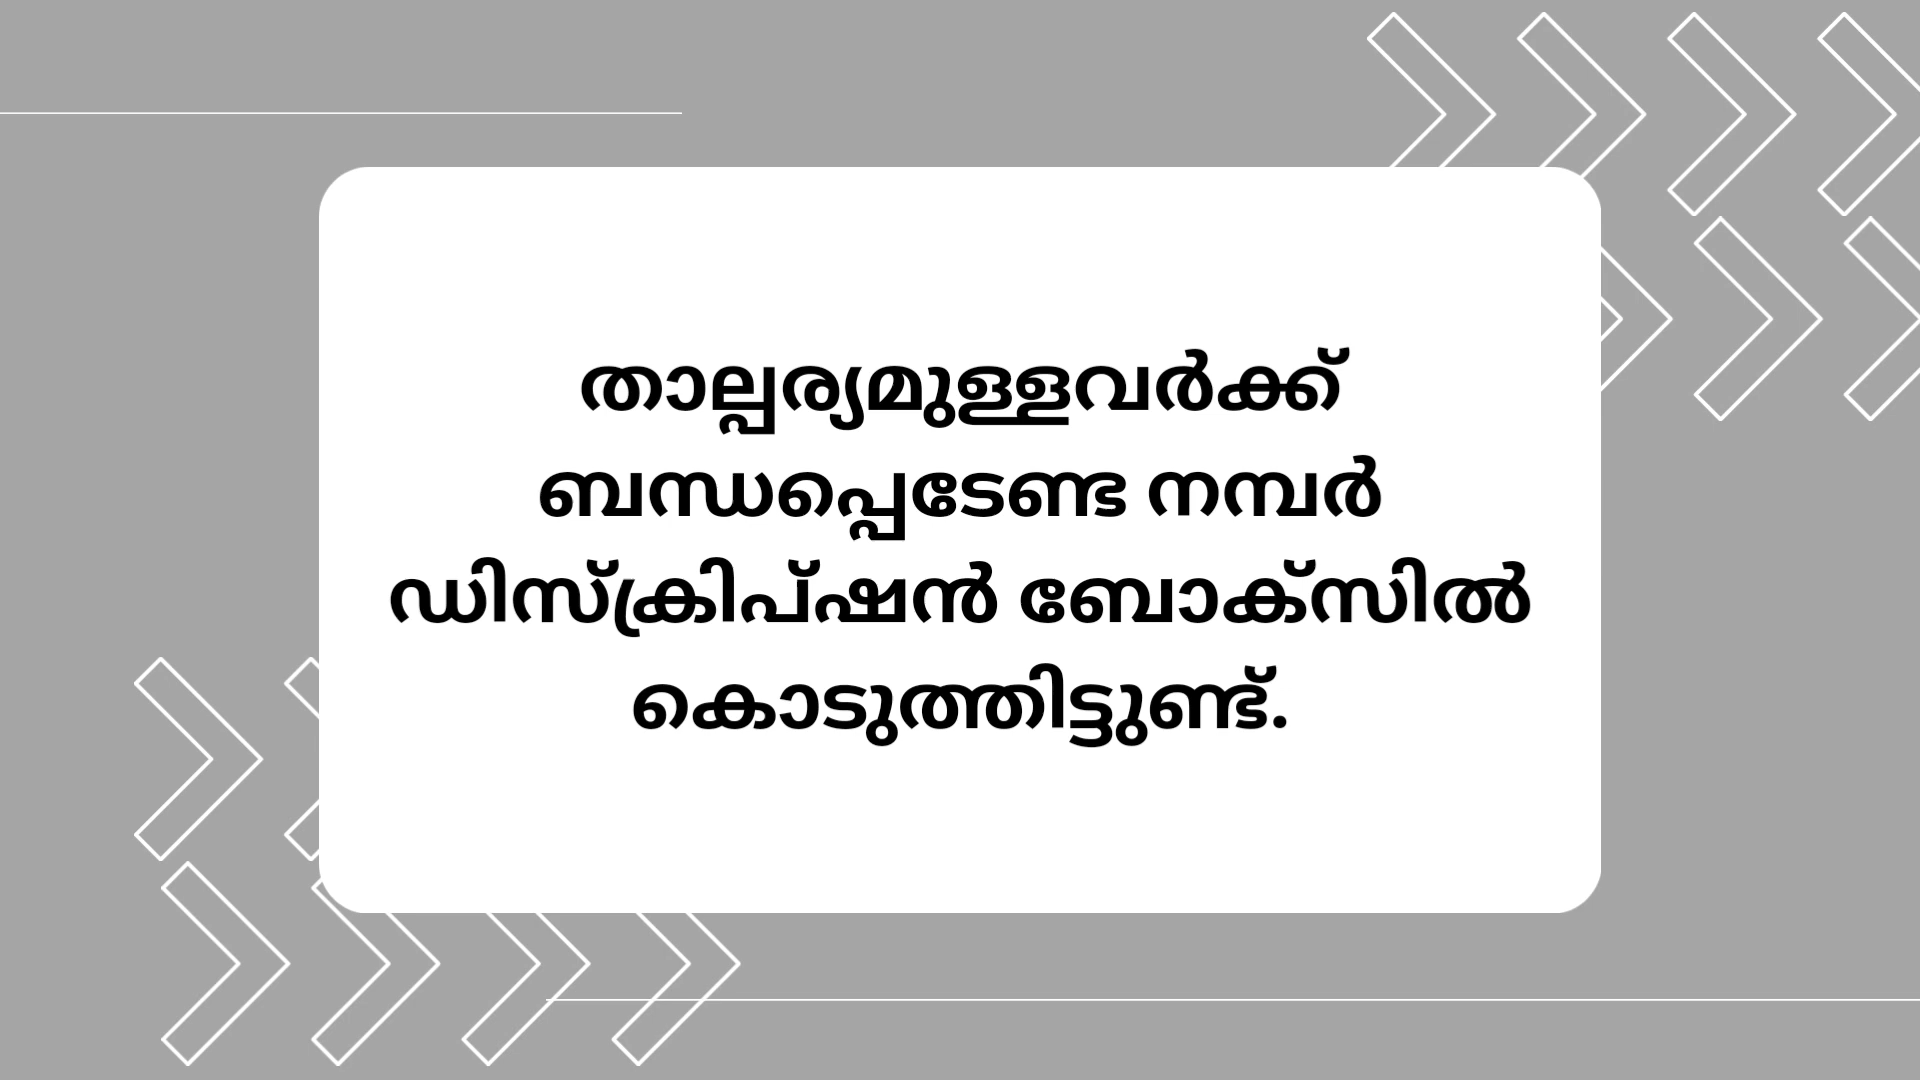 താല്പര്യമുള്ളവർക്ക്
ബന്ധപ്പെടേണ്ട നമ്പർ
ഡിസ്ക്രിപ്ഷൻ ബോക്സിൽ
കൊടുത്തിട്ടുണ്ട്.